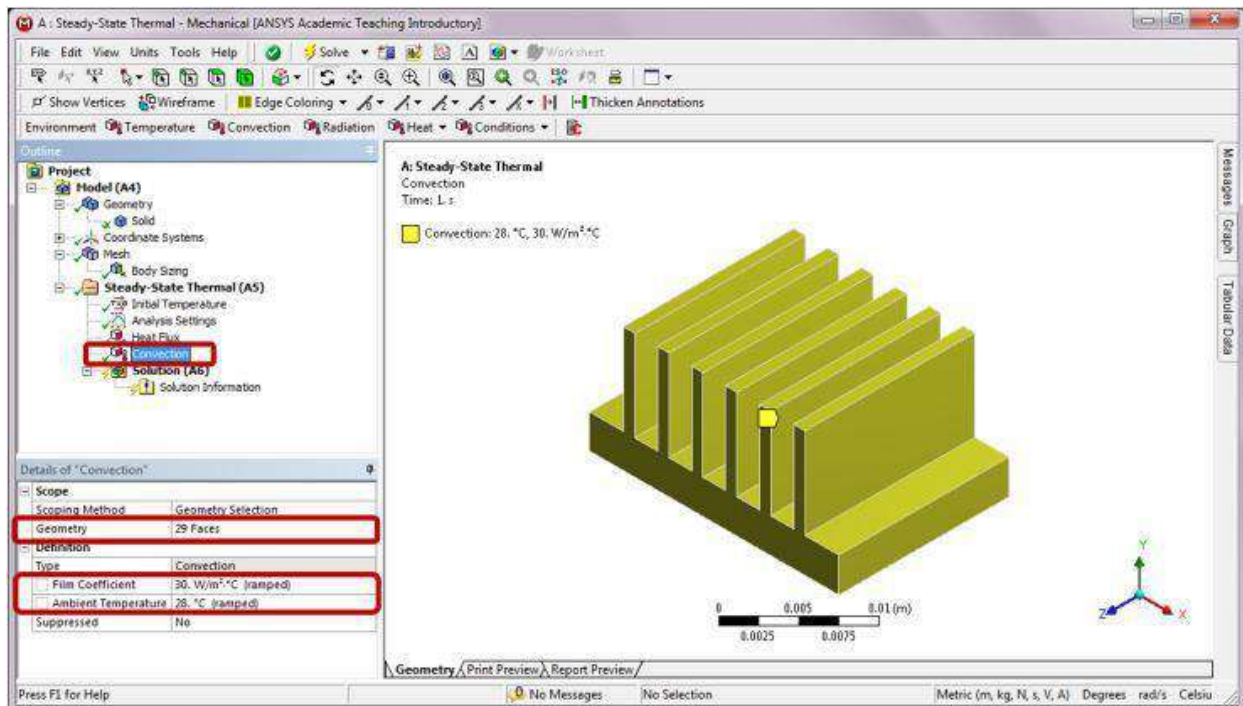 A : Steady-State Thermal - Mechanical [ANSYS Academic Teaching Introductory]
File Edit View Units Tools Help Solve A Worksheet
Show Vertices Wireframe Edge Coloring Thicken Annotations
Environment Temperature Convection Radiation Heat Conditions
Outline
Project
Model (A4)
Geometry
Solid
Coordinate Systems
Mesh
Body Sizing
Steady-State Thermal (A5)
Initial Temperature
Analysis Settings
Heat Flux
Convection
Solution (A6)
Solution Information
Details of "Convection"
Scope
Scoping Method Geometry Selection
Geometry 29 Faces
Definition
Type Convection
Film Coefficient 30. W/m²·°C (ramped)
Ambient Temperature 28. °C (ramped)
Suppressed No
A: Steady-State Thermal
Convection
Time: 1. s
Convection: 28. °C, 30. W/m²·°C
0 0.005 0.01 (m)
0.0025 0.0075
Y
Z X
Geometry Print Preview Report Preview
Messages
Graph
Tabular Data
Press F1 for Help 0 No Messages No Selection Metric (m, kg, N, s, V, A) Degrees rad/s Celsiu